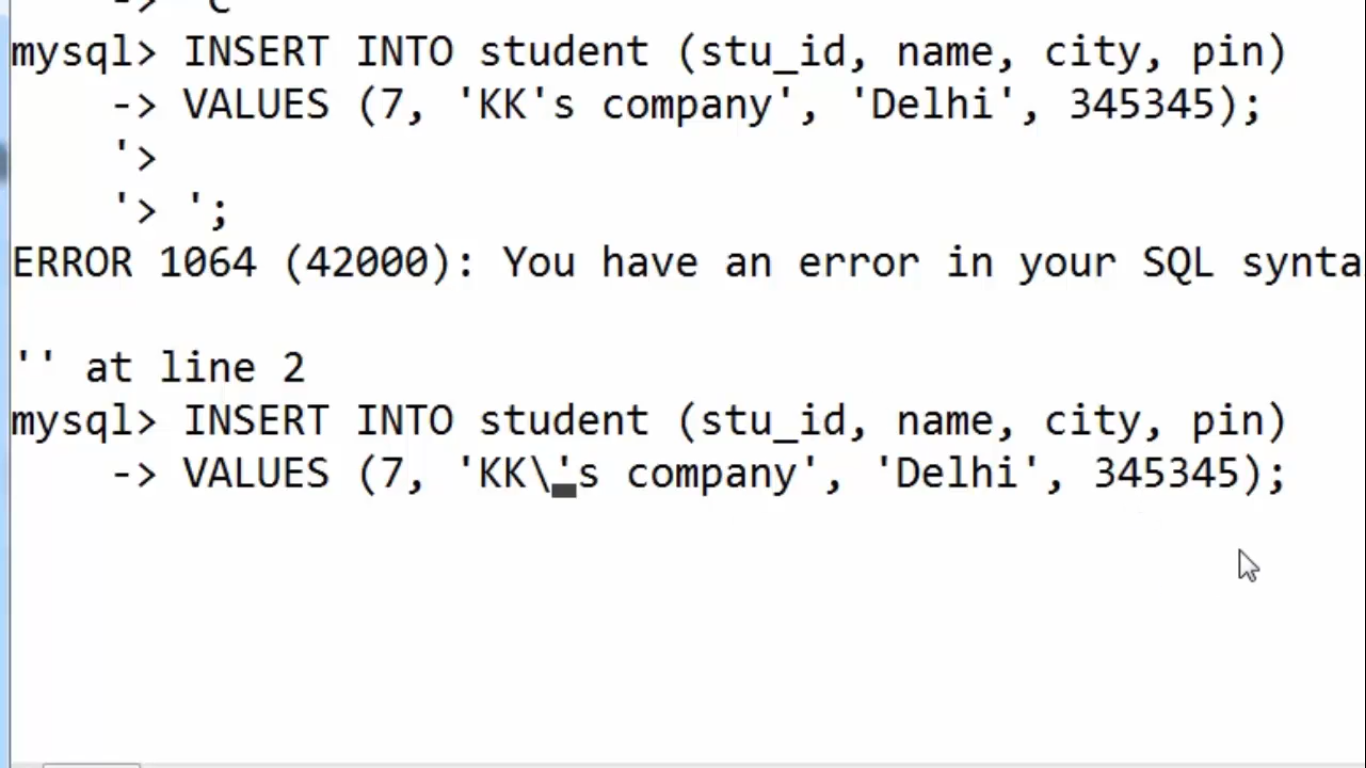 -> 'c
mysql> INSERT INTO student (stu_id, name, city, pin)
-> VALUES (7, 'KK's company', 'Delhi', 345345);
'>
'> ';
ERROR 1064 (42000): You have an error in your SQL synta
'' at line 2
mysql> INSERT INTO student (stu_id, name, city, pin)
-> VALUES (7, 'KK\'s company', 'Delhi', 345345);